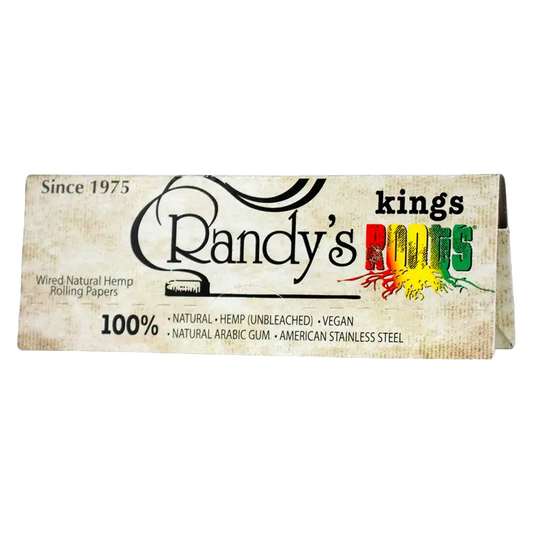 Since 1975
Randy's
kings
ROOTS
Wired Natural Hemp
Rolling Papers
100%
• NATURAL • HEMP (UNBLEACHED) • VEGAN
• NATURAL ARABIC GUM • AMERICAN STAINLESS STEEL